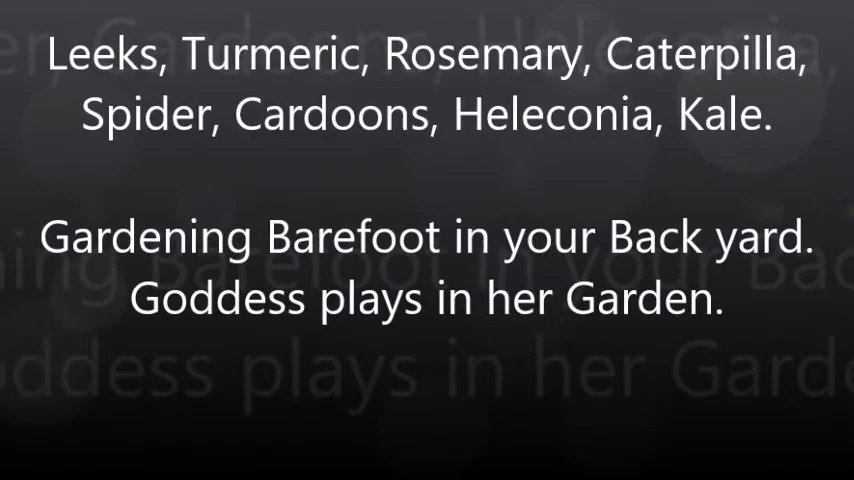 Leeks, Turmeric, Rosemary, Caterpilla,
Spider, Cardoons, Heleconia, Kale.
Gardening Barefoot in your Back yard.
Goddess plays in her Garden.